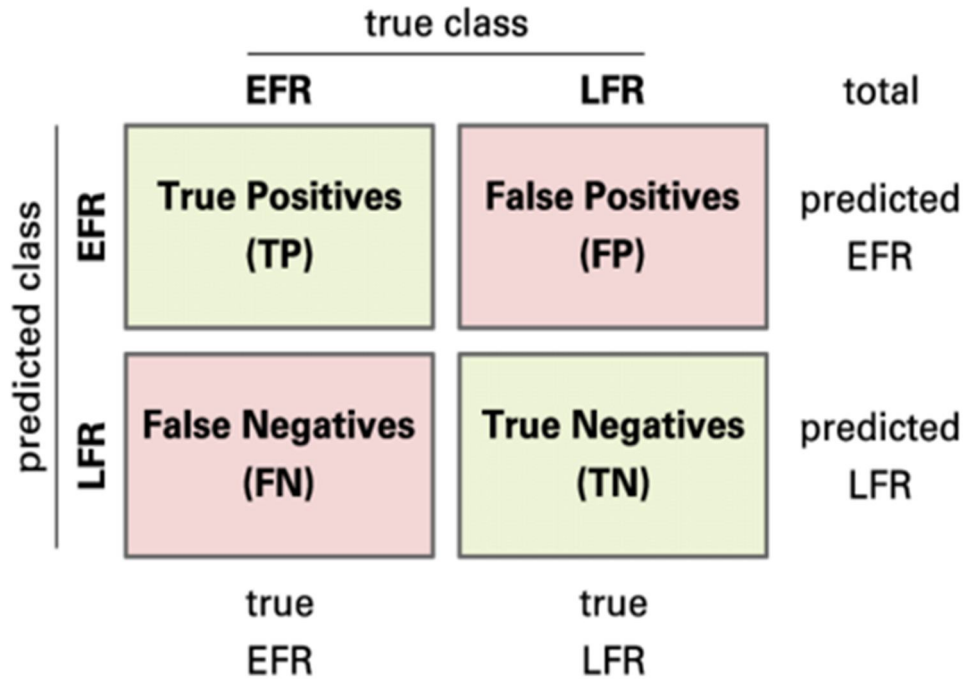 true class
EFR LFR total
predicted class
EFR
True Positives
(TP)
False Positives
(FP)
predicted
EFR
LFR
False Negatives
(FN)
True Negatives
(TN)
predicted
LFR
true
EFR
true
LFR